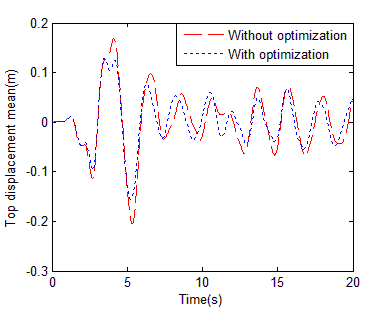 0.2
Without optimization
With optimization
0.1
0
-0.1
-0.2
-0.3
Top displacement mean(m)
0 5 10 15 20
Time(s)